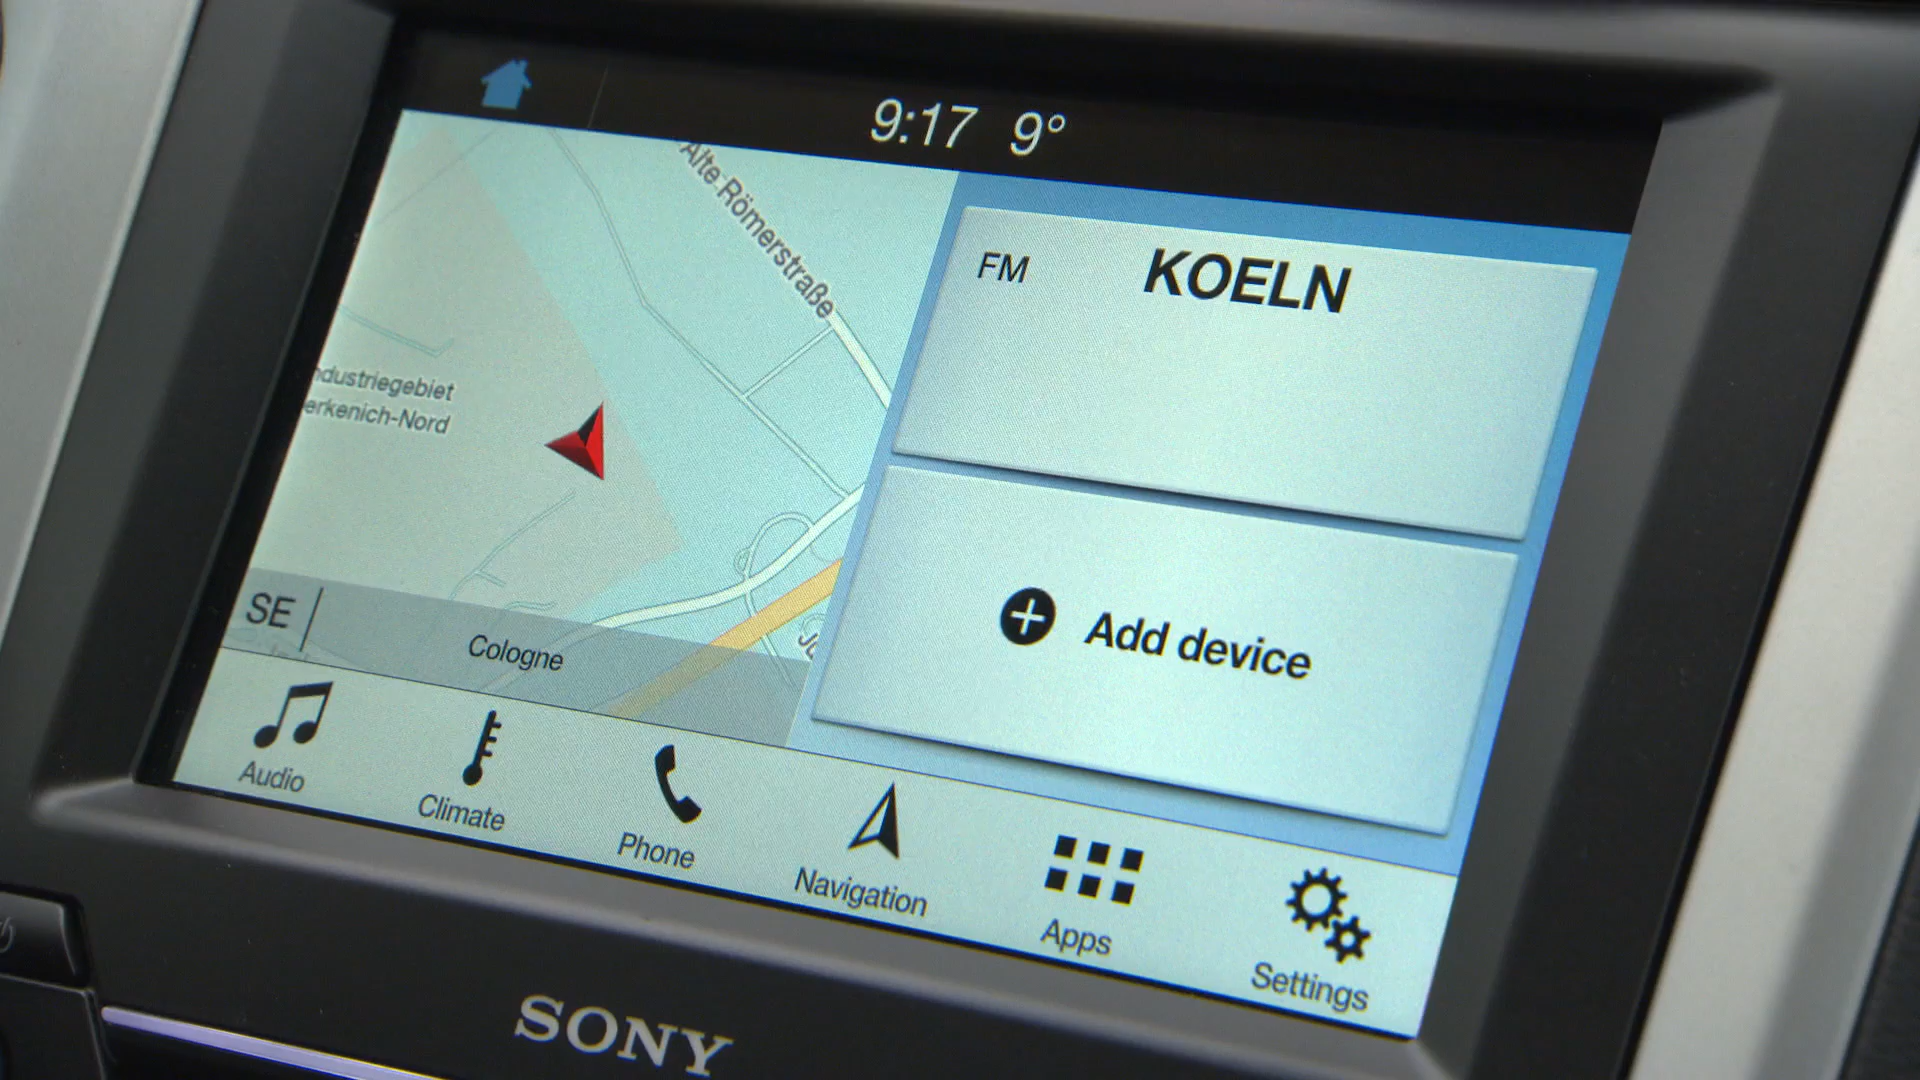 9:17 9°
Alte Römerstraße
FM KOELN
ndustriegebiet
erkenich-Nord
Add device
SE
Cologne
Audio
Climate
Phone
Navigation
Apps
Settings
SONY